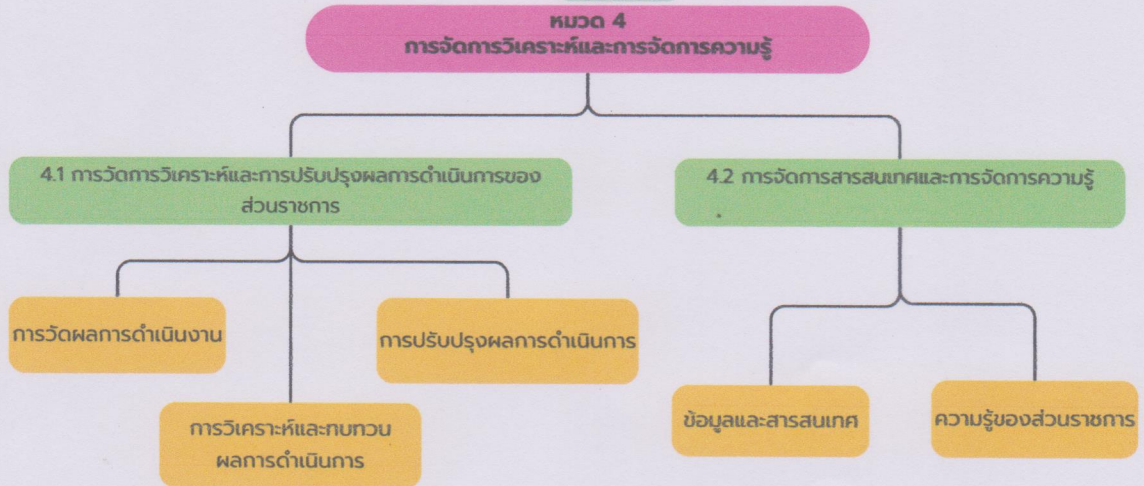 หมวด 4
การจัดการวิเคราะห์และการจัดการความรู้
4.1 การวัดการวิเคราะห์และการปรับปรุงผลการดำเนินการของ
ส่วนราชการ
4.2 การจัดการสารสนเทศและการจัดการความรู้
การวัดผลการดำเนินงาน
การปรับปรุงผลการดำเนินการ
การวิเคราะห์และทบทวน
ผลการดำเนินการ
ข้อมูลและสารสนเทศ
ความรู้ของส่วนราชการ